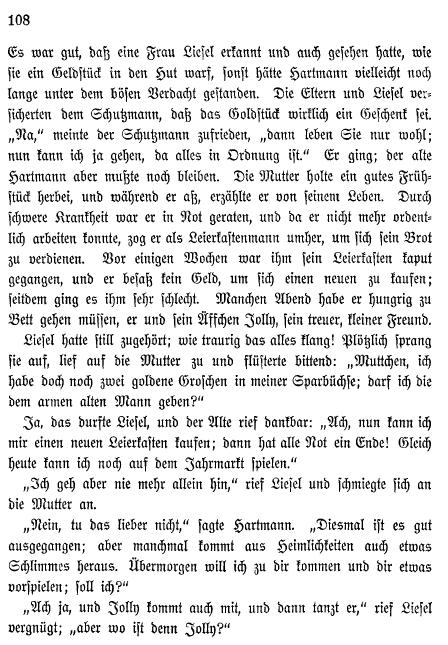 108
Es war gut, daß eine Frau Liesel erkannt und auch gesehen hatte, wie
sie ein Geldstück in den Hut warf, sonst hätte Hartmann vielleicht noch
lange unter dem bösen Verdacht gestanden. Die Eltern und Liesel ver-
sicherten dem Schutzmann, daß das Goldstück wirklich ein Geschenk sei.
„Na,“ meinte der Schutzmann zufrieden, „dann leben Sie nur wohl;
nun kann ich ja gehen, da alles in Ordnung ist.“ Er ging; der alte
Hartmann aber mußte noch bleiben. Die Mutter holte ein gutes Früh-
stück herbei, und während er aß, erzählte er von seinem Leben. Durch
schwere Krankheit war er in Not geraten, und da er nicht mehr ordent-
lich arbeiten konnte, zog er als Leierkastenmann umher, um sich sein Brot
zu verdienen. Vor einigen Wochen war ihm sein Leierkasten kaput
gegangen, und er besaß kein Geld, um sich einen neuen zu kaufen;
seitdem ging es ihm sehr schlecht. Manchen Abend habe er hungrig zu
Bett gehen müssen, er und sein Äffchen Jolly, sein treuer, kleiner Freund.
Liesel hatte still zugehört; wie traurig das alles klang! Plötzlich sprang
sie auf, lief auf die Mutter zu und flüsterte bittend: „Muttchen, ich
habe doch noch zwei goldene Groschen in meiner Sparbüchse; darf ich die
dem armen alten Mann geben?“
Ja, das durfte Liesel, und der Alte rief dankbar: „Ach, nun kann ich
mir einen neuen Leierkasten kaufen; dann hat alle Not ein Ende! Gleich
heute kann ich noch auf dem Jahrmarkt spielen.“
„Ich geh aber nie mehr allein hin,“ rief Liesel und schmiegte sich an
die Mutter an.
„Nein, tu das lieber nicht,“ sagte Hartmann. „Diesmal ist es gut
ausgegangen; aber manchmal kommt aus Heimlichkeiten auch etwas
Schlimmes heraus. Übermorgen will ich zu dir kommen und dir etwas
vorspielen; soll ich?“
„Ach ja, und Jolly kommt auch mit, und dann tanzt er,“ rief Liesel
vergnügt; „aber wo ist denn Jolly?“